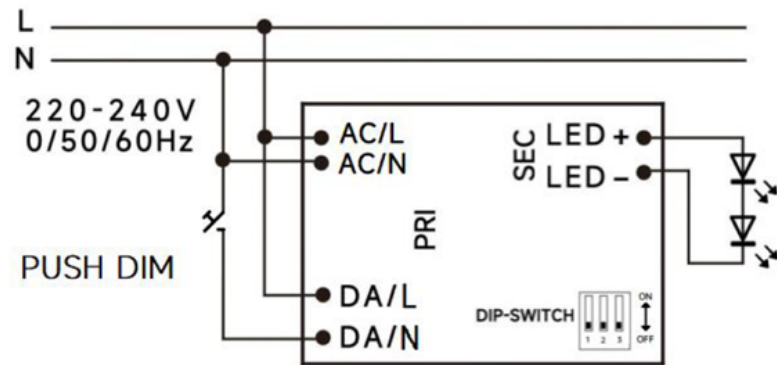 L
N
220-240V
0/50/60Hz
AC/L
AC/N
PRI
SEC
LED +
LED -
PUSH DIM
DA/L
DA/N
DIP-SWITCH
1 2 3
ON
OFF